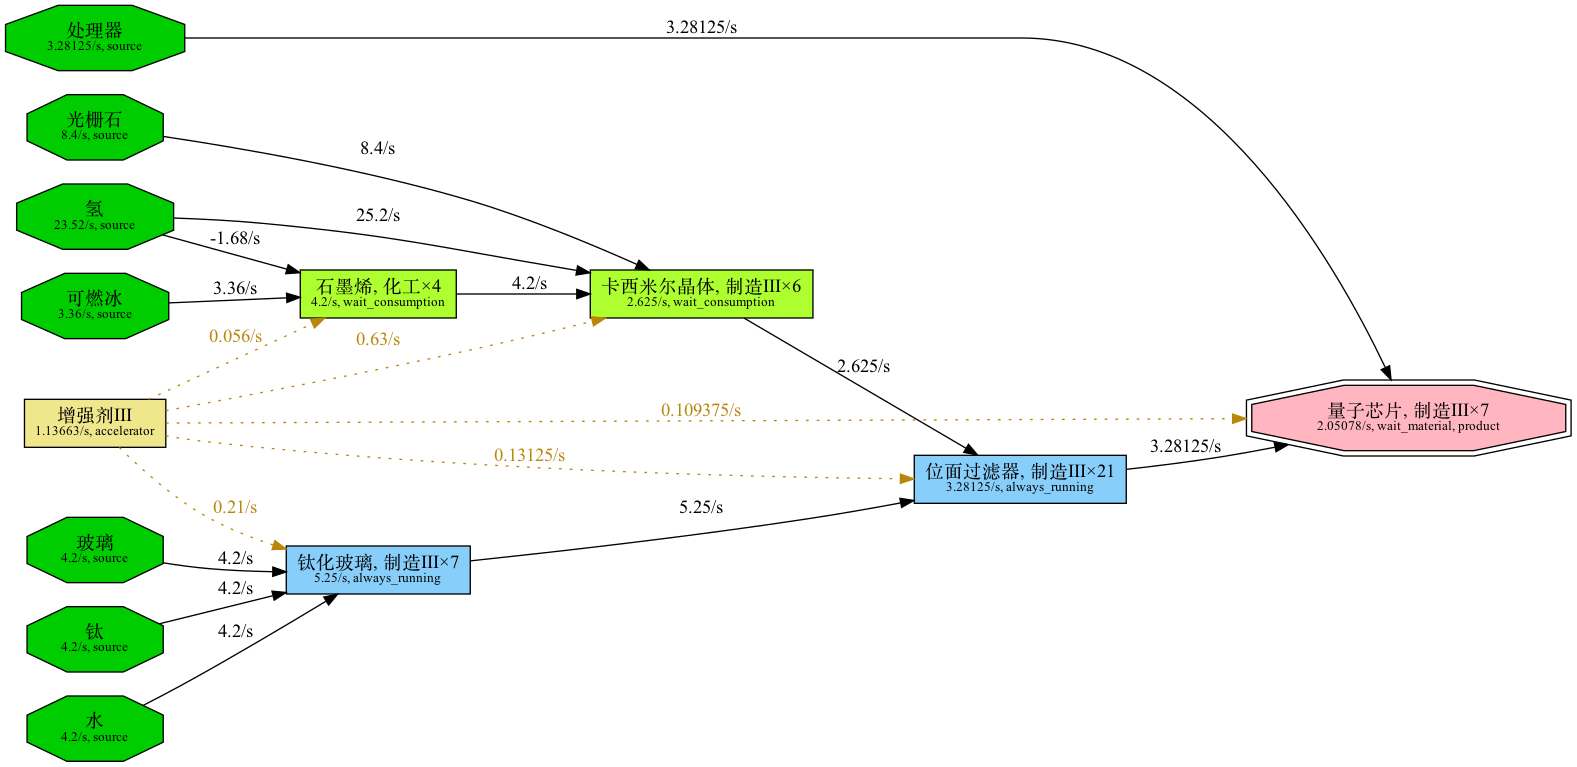 处理器
3.28125/s, source
3.28125/s
光栅石
8.4/s, source
8.4/s
氢
23.52/s, source
25.2/s
-1.68/s
可燃冰
3.36/s, source
3.36/s
石墨烯, 化工×4
4.2/s, wait_consumption
4.2/s
卡西米尔晶体, 制造III×6
2.625/s, wait_consumption
0.056/s
0.63/s
2.625/s
增强剂III
1.13663/s, accelerator
0.109375/s
0.13125/s
0.21/s
量子芯片, 制造III×7
2.05078/s, wait_material, product
3.28125/s
位面过滤器, 制造III×21
3.28125/s, always_running
5.25/s
玻璃
4.2/s, source
4.2/s
钛化玻璃, 制造III×7
5.25/s, always_running
4.2/s
钛
4.2/s, source
4.2/s
水
4.2/s, source